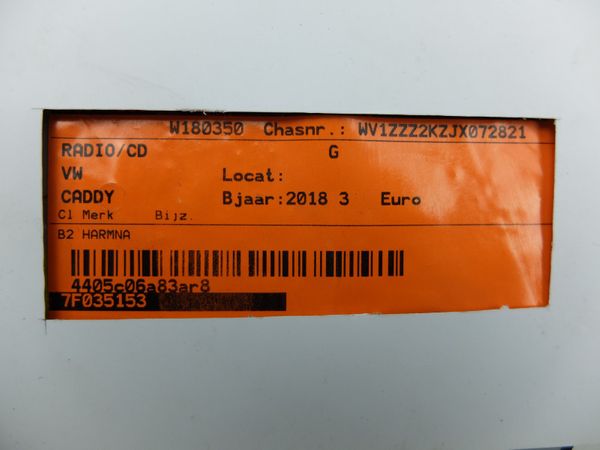 W180350 Chasnr.: WV1ZZZ2KZJX072821
RADIO/CD G
VW Locat:
CADDY Bjaar:2018 3 Euro
Cl Merk Bijz.
B2 HARMNA
4405c06a83ar8
7F035153